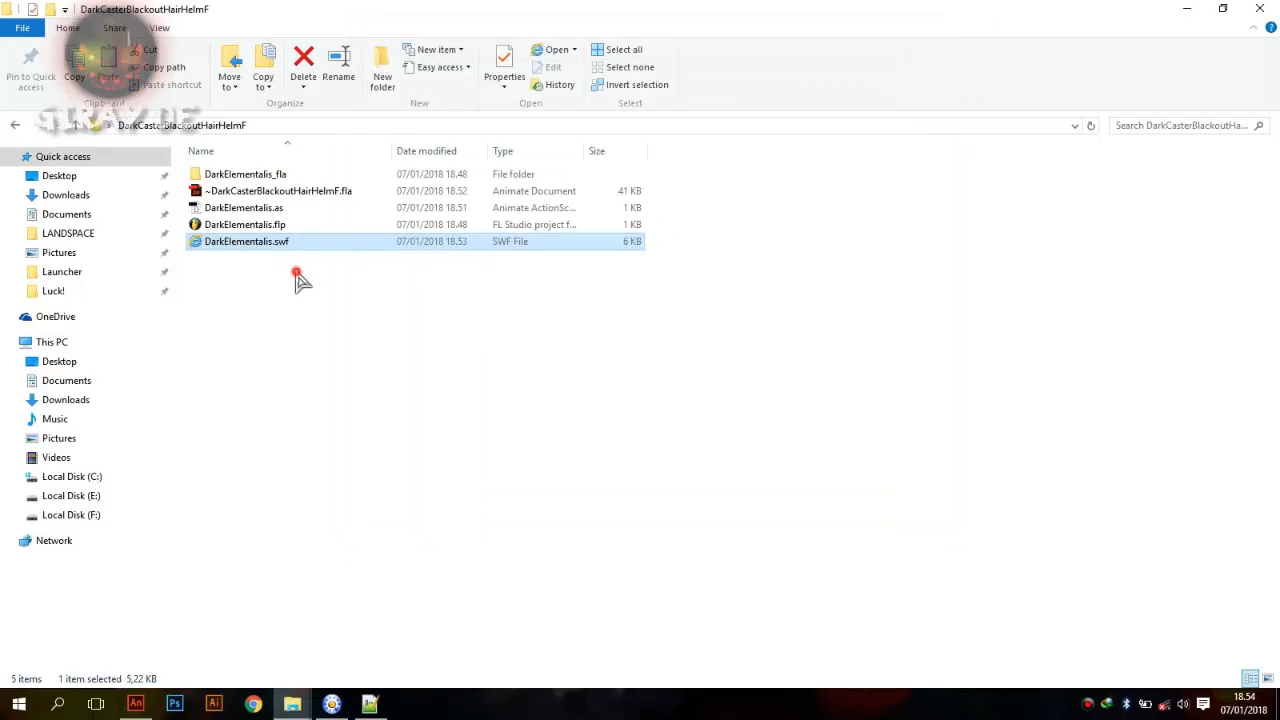 DarkCasterBlackoutHairHelmF
File
Home
Share
View
Pin to Quick
access
Copy
Paste
Cut
Copy path
Paste shortcut
Clipboard
Move
to
Copy
to
Delete
Rename
Organize
New
folder
New item
Easy access
New
Properties
Open
Edit
History
Open
Select all
Select none
Invert selection
Select
DarkCasterBlackoutHairHelmF
Search DarkCasterBlackoutHa...
Name
Date modified
Type
Size
DarkElementalis_fla
07/01/2018 18.48
File folder
~DarkCasterBlackoutHairHelmF.fla
07/01/2018 18.52
Animate Document
41 KB
DarkElementalis.as
07/01/2018 18.51
Animate ActionSc...
1 KB
DarkElementalis.flp
07/01/2018 18.48
FL Studio project f...
1 KB
DarkElementalis.swf
07/01/2018 18.53
SWF File
6 KB
Quick access
Desktop
Downloads
Documents
LANDSPACE
Pictures
Launcher
Luck!
OneDrive
This PC
Desktop
Documents
Downloads
Music
Pictures
Videos
Local Disk (C:)
Local Disk (E:)
Local Disk (F:)
Network
5 items
1 item selected 5,22 KB
An
Ps
Ai
18.54
07/01/2018